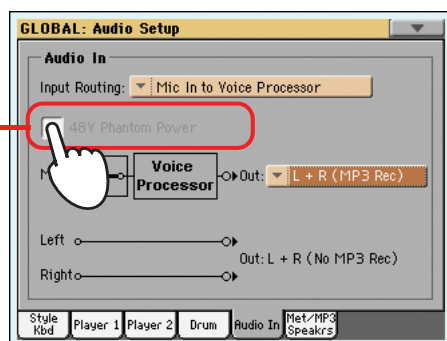 GLOBAL: Audio Setup
Audio In
Input Routing: Mic In to Voice Processor
48V Phantom Power
M
Voice
Processor
Out: L + R (MP3 Rec)
Left
Out: L + R (No MP3 Rec)
Right
Style
Kbd
Player 1
Player 2
Drum
Audio In
Met/MP3
Speakrs